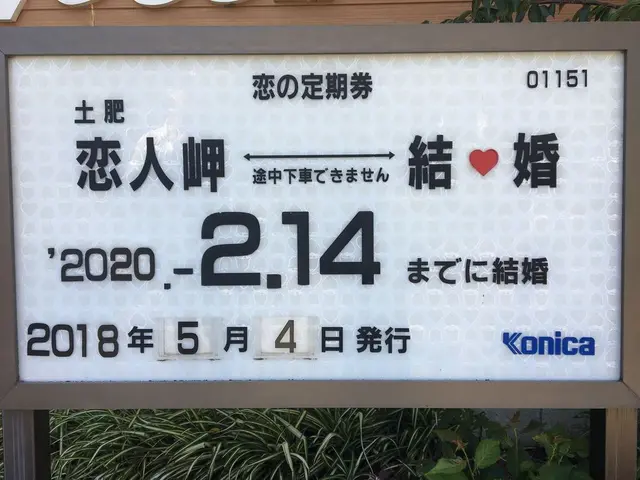 恋の定期券
01151
土肥
恋人岬 ⟷ 結♥婚
途中下車できません
'2020.-2.14 までに結婚
2018年5月4日発行
Konica